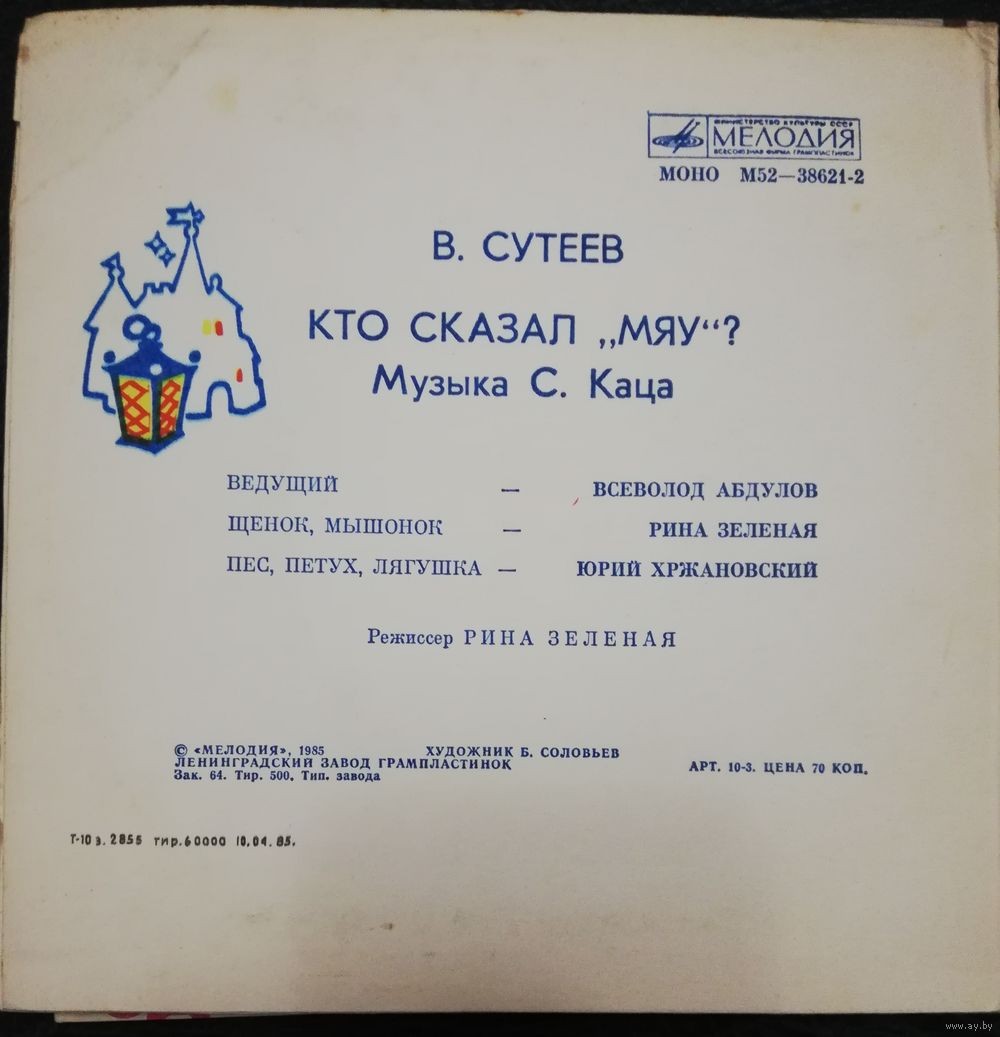 МИНИСТЕРСТВО КУЛЬТУРЫ СССР
МЕЛОДИЯ
ВСЕСОЮЗНАЯ ФИРМА ГРАМПЛАСТИНОК
МОНО М52—38621-2
В. СУТЕЕВ
КТО СКАЗАЛ „МЯУ“?
Музыка С. Каца
ВЕДУЩИЙ — ВСЕВОЛОД АБДУЛОВ
ЩЕНОК, МЫШОНОК — РИНА ЗЕЛЕНАЯ
ПЕС, ПЕТУХ, ЛЯГУШКА — ЮРИЙ ХРЖАНОВСКИЙ
Режиссер РИНА ЗЕЛЕНАЯ
© «МЕЛОДИЯ», 1985 ХУДОЖНИК Б. СОЛОВЬЕВ
ЛЕНИНГРАДСКИЙ ЗАВОД ГРАМПЛАСТИНОК
Зак. 64. Тир. 500. Тип. завода
АРТ. 10-3. ЦЕНА 70 КОП.
Т-10 з. 2855 тир. 60000 10.04.85.
www.ay.by